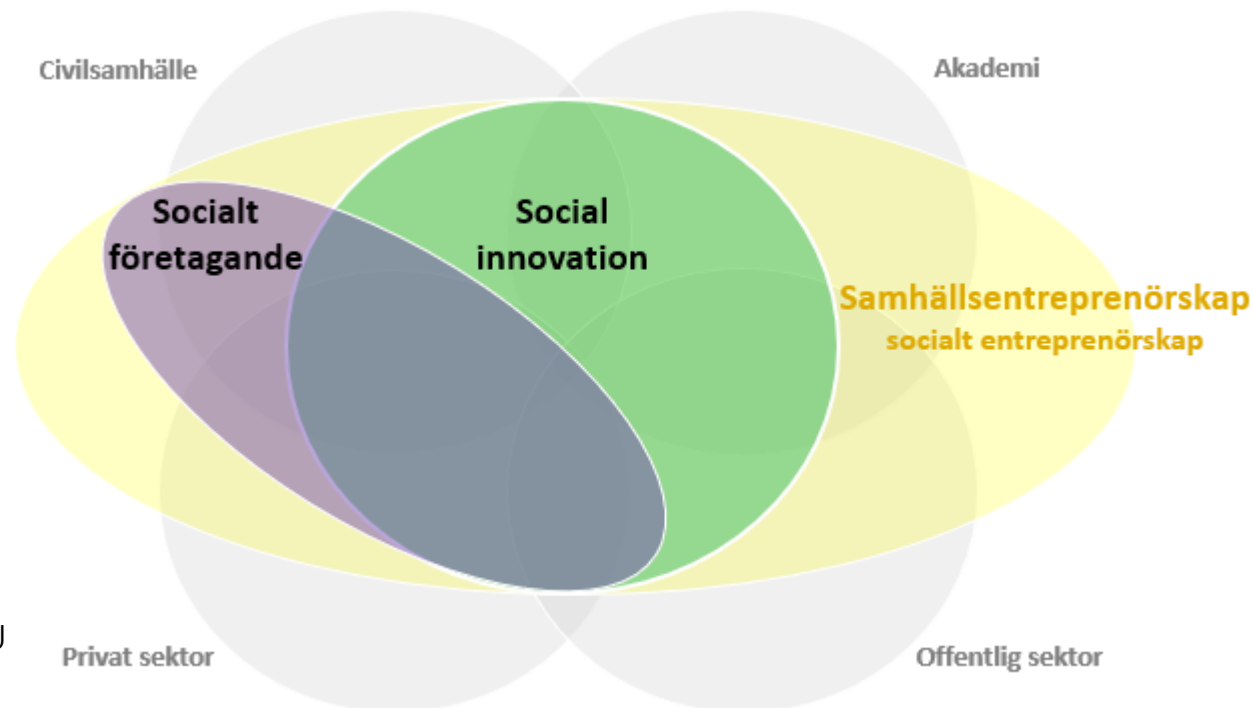 Civilsamhälle
Akademi
Socialt
företagande
Social
innovation
Samhällsentreprenörskap
socialt entreprenörskap
Privat sektor
Offentlig sektor